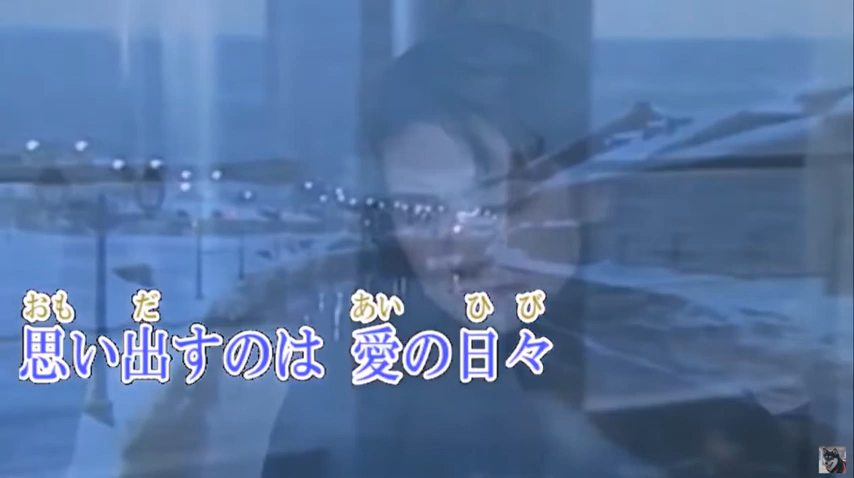 おも だ あい ひ び
思い出すのは 愛の日々